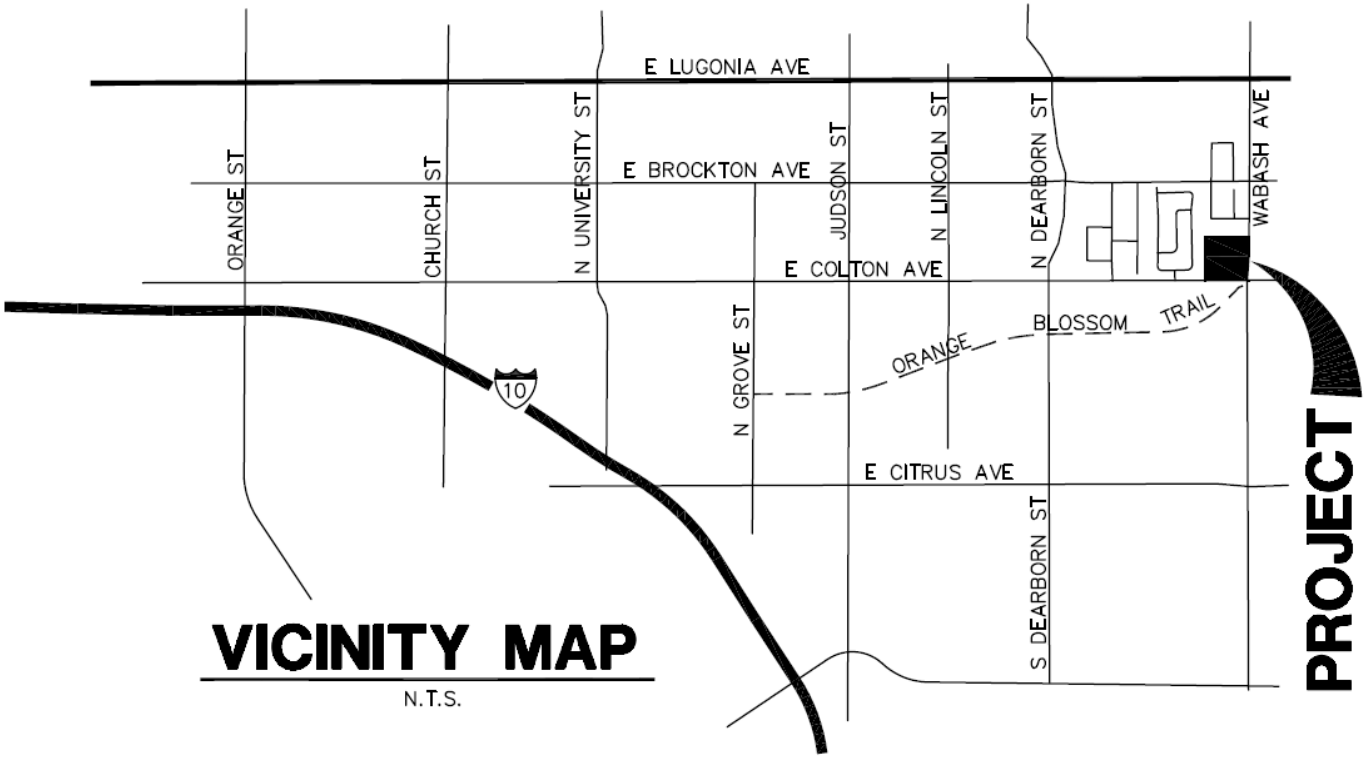 E LUGONIA AVE
ORANGE ST
CHURCH ST
N UNIVERSITY ST
E BROCKTON AVE
JUDSON ST
N LINCOLN ST
N DEARBORN ST
WABASH AVE
E COLTON AVE
N GROVE ST
ORANGE BLOSSOM TRAIL
10
E CITRUS AVE
S DEARBORN ST
PROJECT
VICINITY MAP
N.T.S.